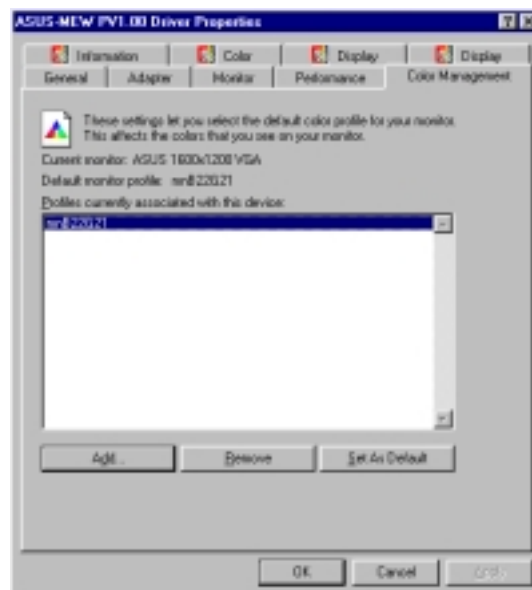 ASUS-MEW PV1.00 Driver Properties
Information Color Display Display
General Adapter Monitor Performance Color Management
These settings let you select the default color profile for your monitor.
This affects the colors that you see on your monitor.
Current monitor: ASUS 1600x1200 VGA
Default monitor profile: mnB22G21
Profiles currently associated with this device:
mnB22G21
Add... Remove Set As Default
OK Cancel Apply